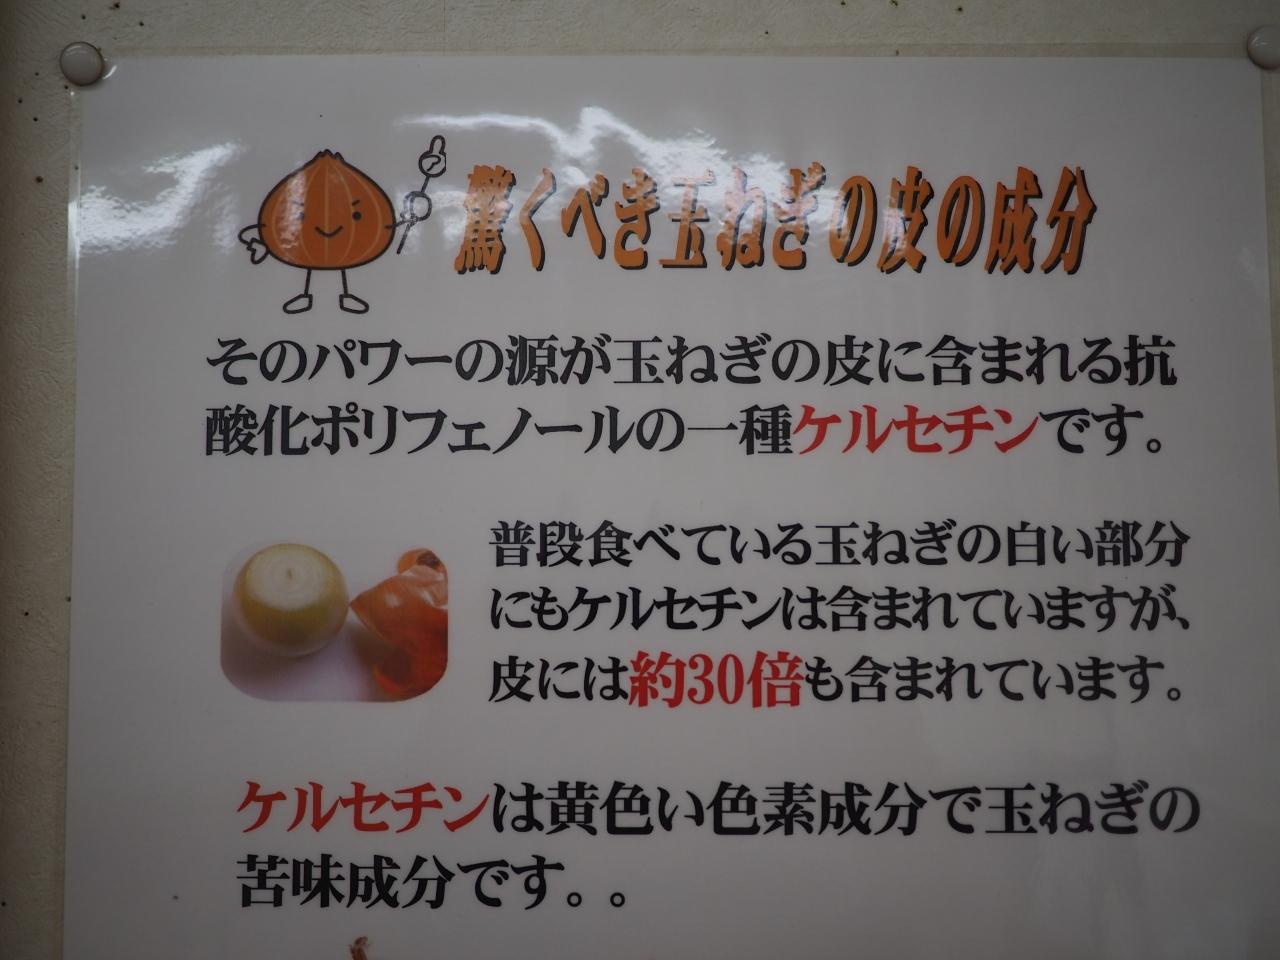 驚くべき玉ねぎの皮の成分
そのパワーの源が玉ねぎの皮に含まれる抗
酸化ポリフェノールの一種ケルセチンです。
普段食べている玉ねぎの白い部分
にもケルセチンは含まれていますが、
皮には約30倍も含まれています。
ケルセチンは黄色い色素成分で玉ねぎの
苦味成分です。。